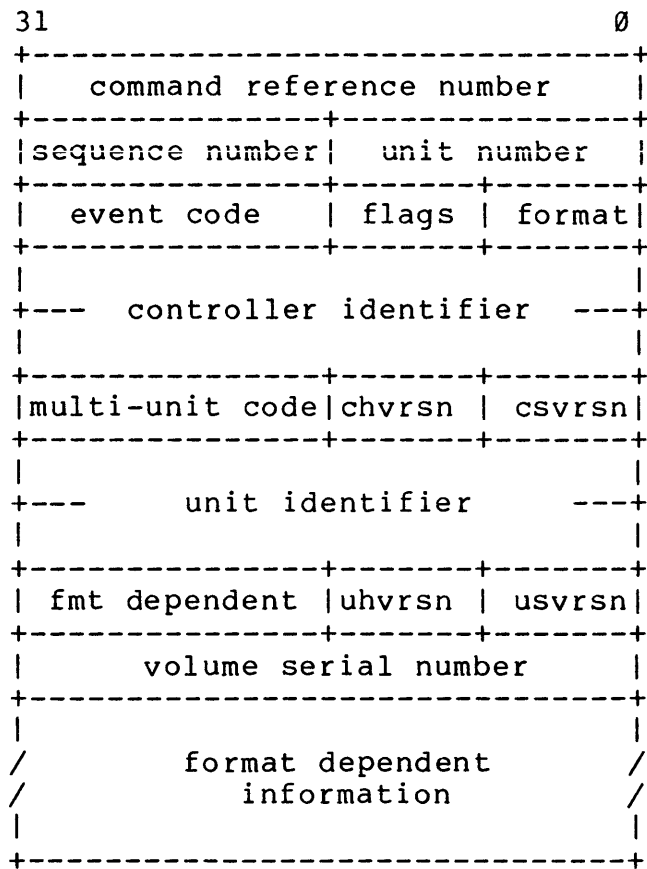 31 0
command reference number
sequence number | unit number
event code | flags | format
controller identifier
multi-unit code | chvrsn | csvrsn
unit identifier
fmt dependent | uhvrsn | usvrsn
volume serial number
format dependent
information